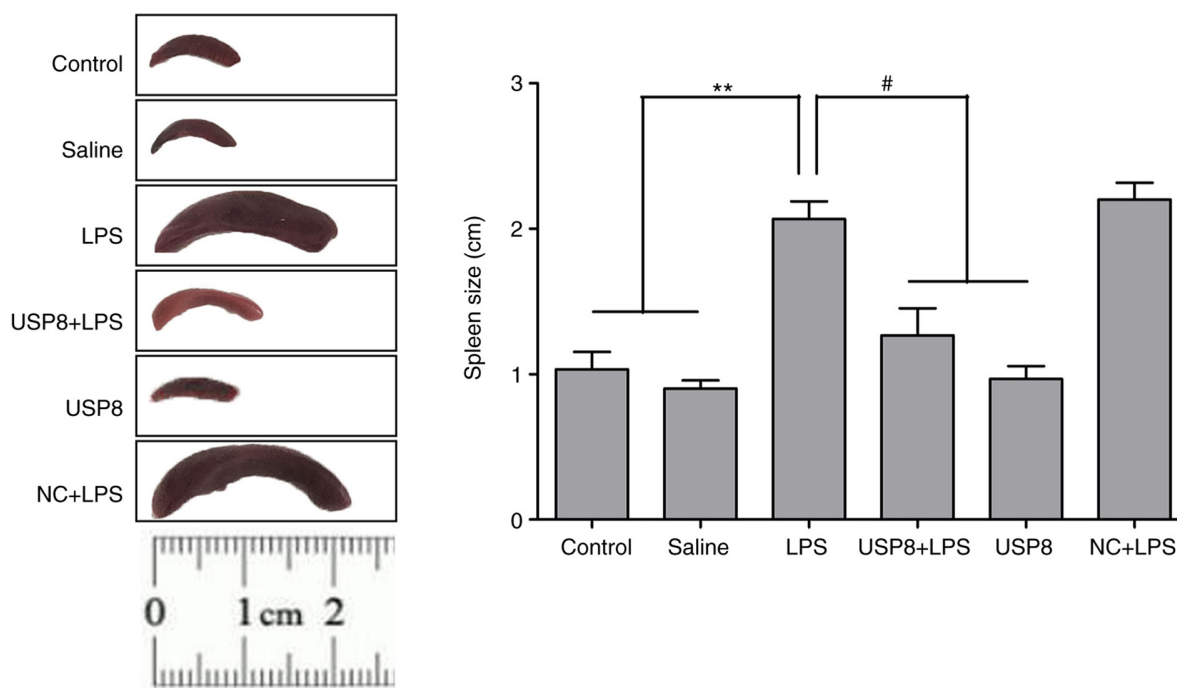 Control
Saline
LPS
USP8+LPS
USP8
NC+LPS
0 1 cm 2
Spleen size (cm)
3
2
1
0
** #
Control Saline LPS USP8+LPS USP8 NC+LPS